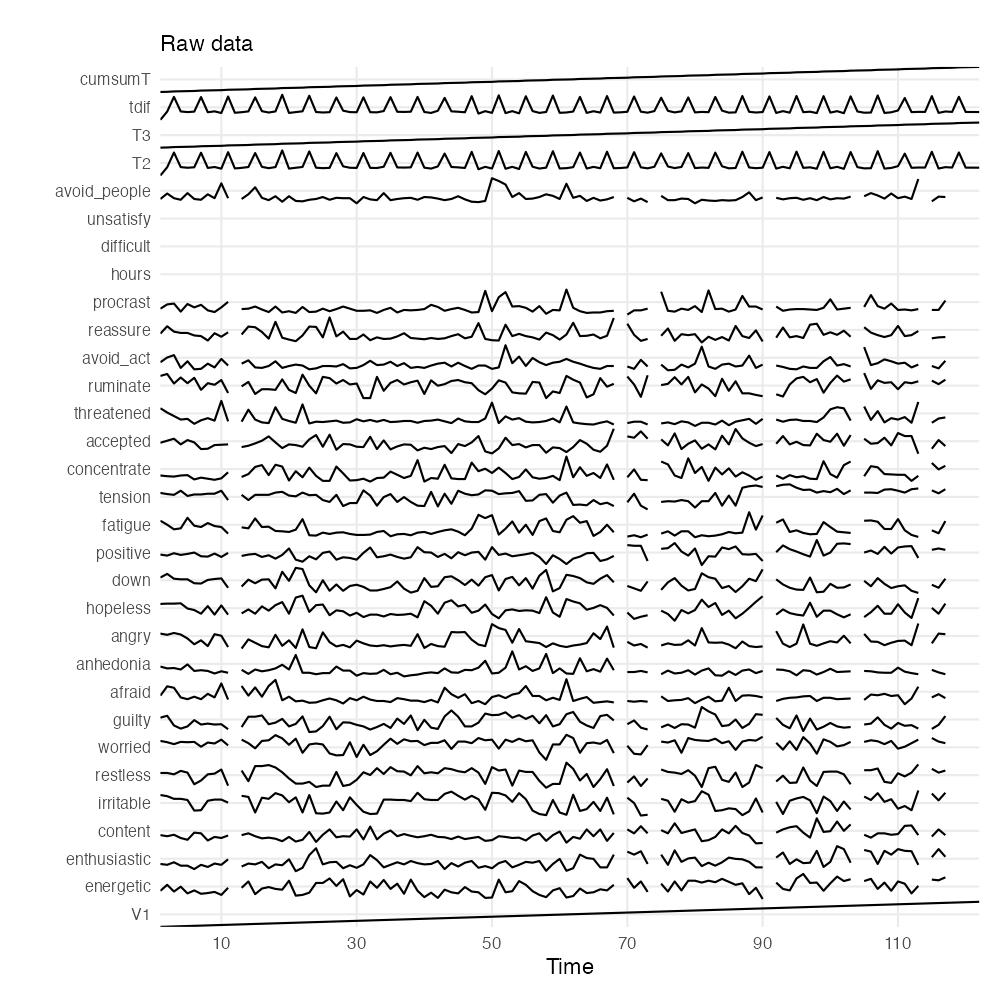 Raw data
cumsumT
tdif
T3
T2
avoid_people
unsatisfy
difficult
hours
procrast
reassure
avoid_act
ruminate
threatened
accepted
concentrate
tension
fatigue
positive
down
hopeless
angry
anhedonia
afraid
guilty
worried
restless
irritable
content
enthusiastic
energetic
V1
10 30 50 70 90 110
Time